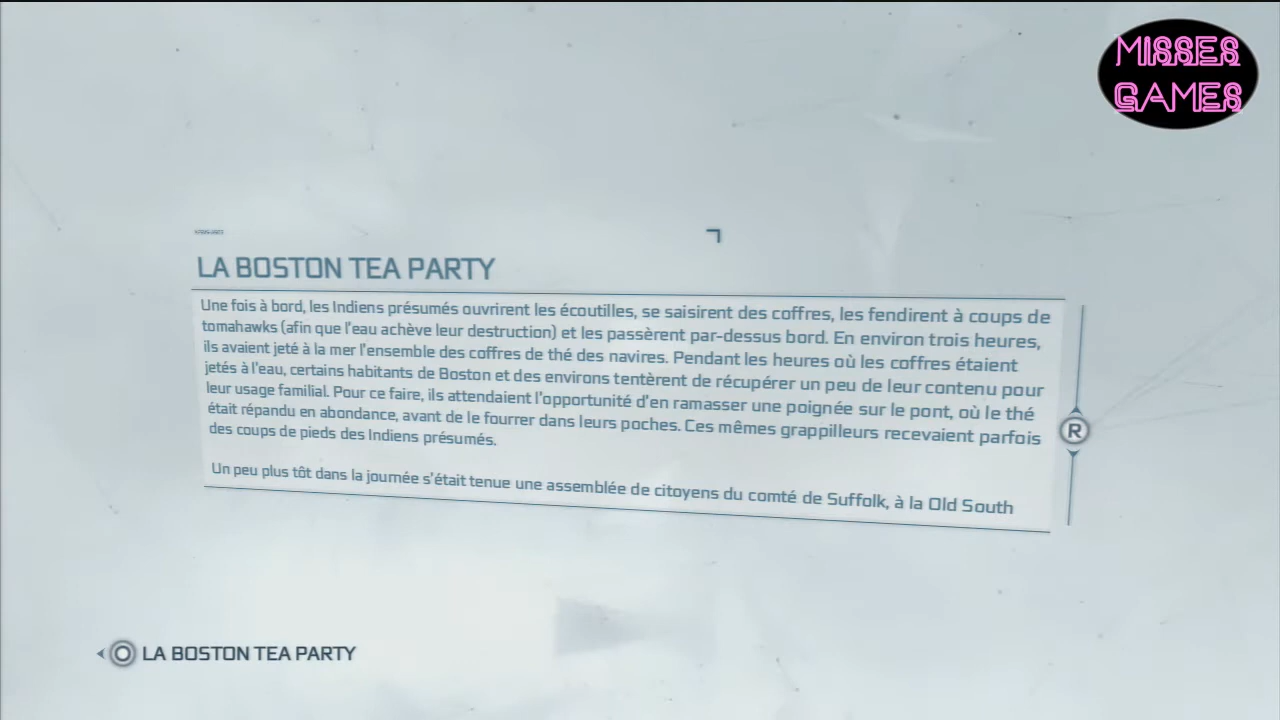 MISSES
GAMES
LA BOSTON TEA PARTY
Une fois à bord, les Indiens présumés ouvrirent les écoutilles, se saisirent des coffres, les fendirent à coups de
tomahawks (afin que l'eau achève leur destruction) et les passèrent par-dessus bord. En environ trois heures,
ils avaient jeté à la mer l'ensemble des coffres de thé des navires. Pendant les heures où les coffres étaient
jetés à l'eau, certains habitants de Boston et des environs tentèrent de récupérer un peu de leur contenu pour
leur usage familial. Pour ce faire, ils attendaient l'opportunité d'en ramasser une poignée sur le pont, où le thé
était répandu en abondance, avant de le fourrer dans leurs poches. Ces mêmes grappilleurs recevaient parfois
des coups de pieds des Indiens présumés.
Un peu plus tôt dans la journée s'était tenue une assemblée de citoyens du comté de Suffolk, à la Old South
R
LA BOSTON TEA PARTY